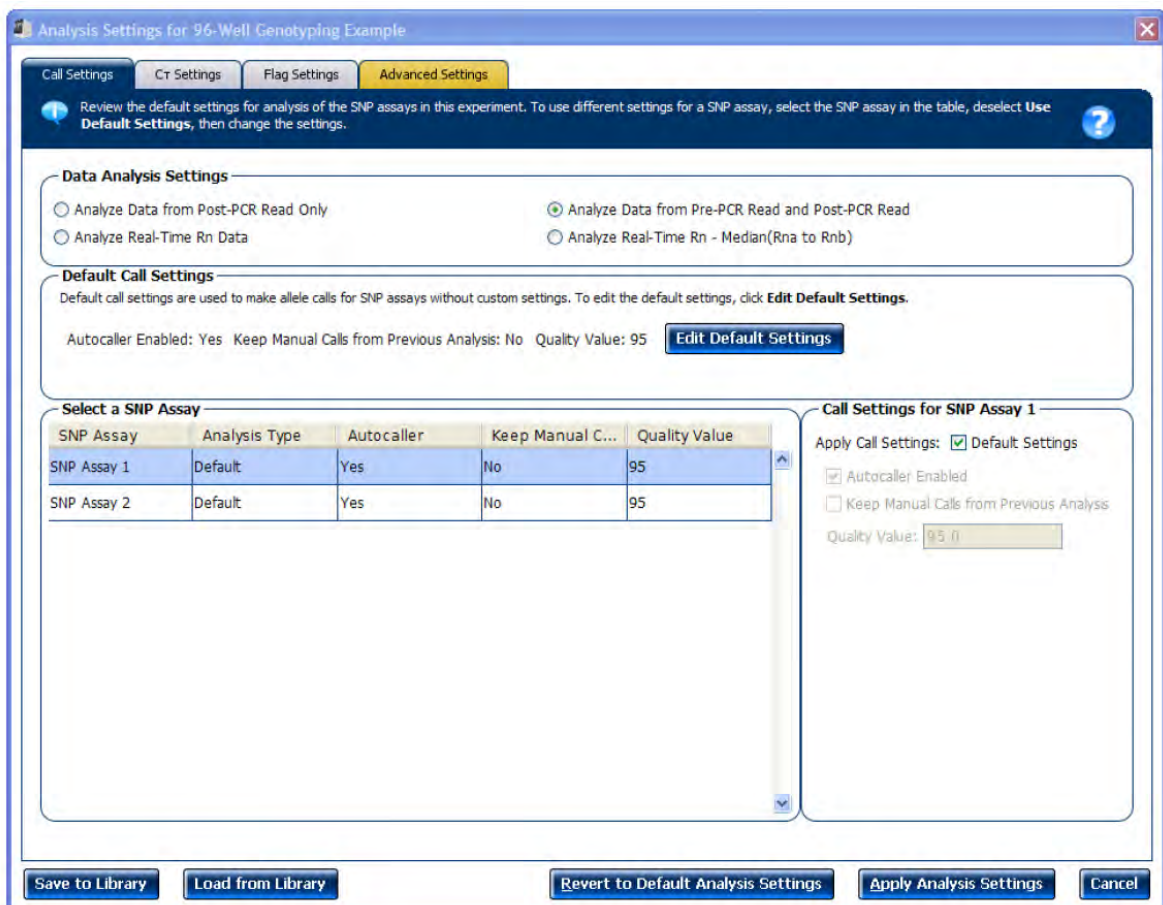 Analysis Settings for 96-Well Genotyping Example
Call Settings CT Settings Flag Settings Advanced Settings
Review the default settings for analysis of the SNP assays in this experiment. To use different settings for a SNP assay, select the SNP assay in the table, deselect Use
Default Settings, then change the settings.
Data Analysis Settings
Analyze Data from Post-PCR Read Only Analyze Data from Pre-PCR Read and Post-PCR Read
Analyze Real-Time Rn Data Analyze Real-Time Rn - Median(Rna to Rnb)
Default Call Settings
Default call settings are used to make allele calls for SNP assays without custom settings. To edit the default settings, click Edit Default Settings.
Autocaller Enabled: Yes Keep Manual Calls from Previous Analysis: No Quality Value: 95 Edit Default Settings
Select a SNP Assay
SNP Assay Analysis Type Autocaller Keep Manual C... Quality Value
SNP Assay 1 Default Yes No 95
SNP Assay 2 Default Yes No 95
Call Settings for SNP Assay 1
Apply Call Settings: Default Settings
Autocaller Enabled
Keep Manual Calls from Previous Analysis
Quality Value: 95.0
Save to Library Load from Library Revert to Default Analysis Settings Apply Analysis Settings Cancel